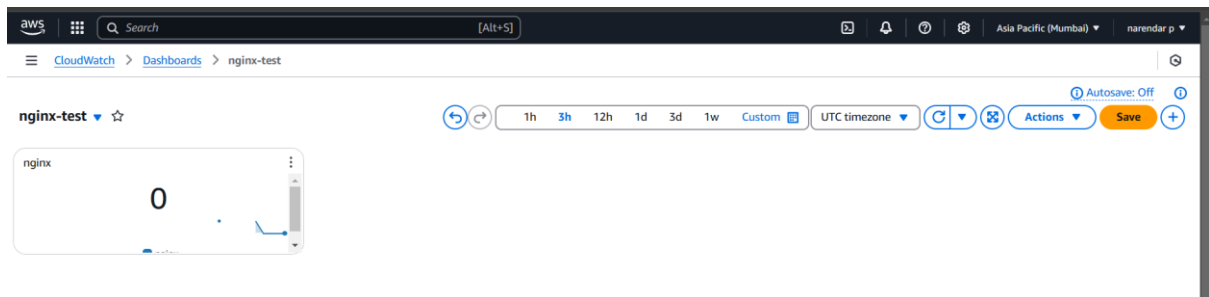 aws Search [Alt+S] Asia Pacific (Mumbai) narendar p
CloudWatch > Dashboards > nginx-test
Autosave: Off
nginx-test 1h 3h 12h 1d 3d 1w Custom UTC timezone Actions Save
nginx
0